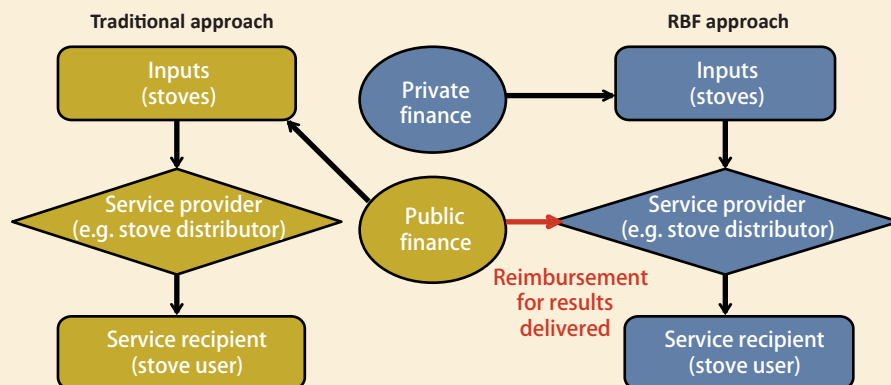 Traditional approach
RBF approach
Inputs
(stoves)
Private
finance
Inputs
(stoves)
Service provider
(e.g. stove distributor)
Public
finance
Service provider
(e.g. stove distributor)
Reimbursement
for results
delivered
Service recipient
(stove user)
Service recipient
(stove user)